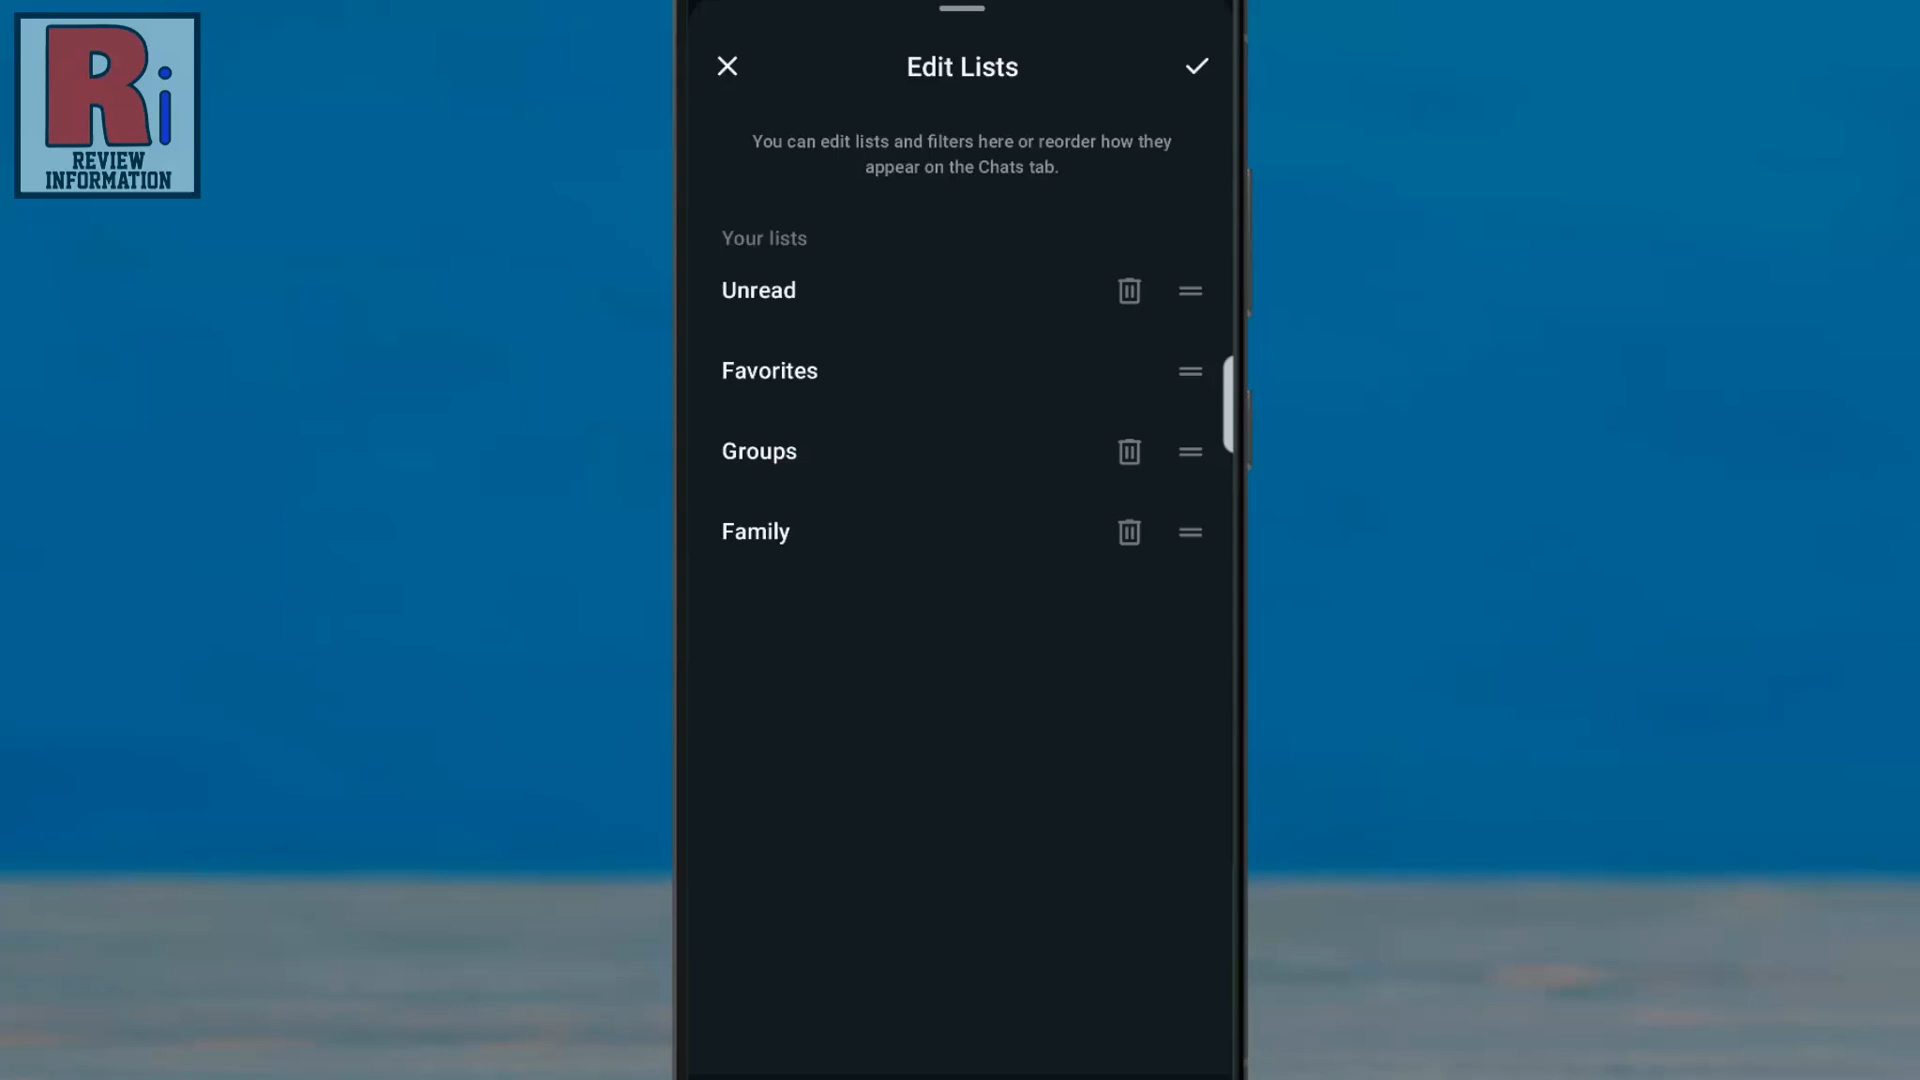 Ri
REVIEW
INFORMATION
Edit Lists
You can edit lists and filters here or reorder how they
appear on the Chats tab.
Your lists
Unread
Favorites
Groups
Family